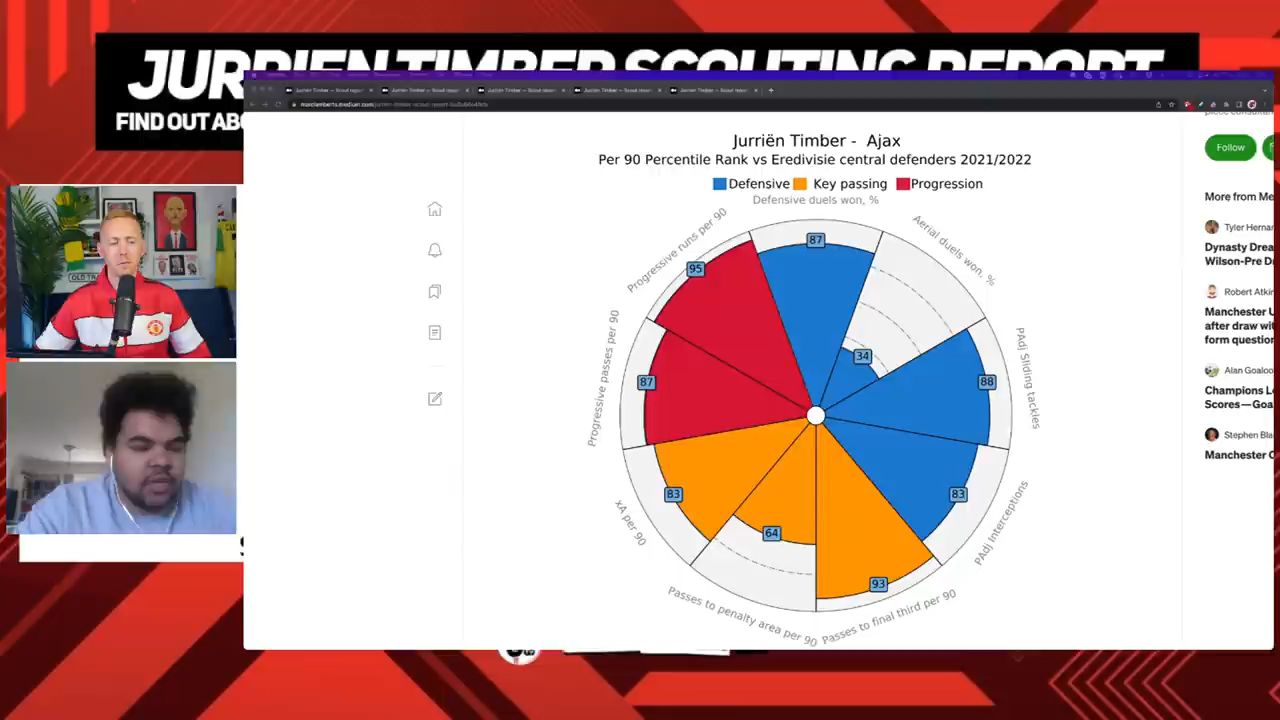 JURRIEN TIMBER SCOUTING REPORT
FIND OUT ABO
Jurriën Timber - Ajax
Per 90 Percentile Rank vs Eredivisie central defenders 2021/2022
Defensive Key passing Progression
Defensive duels won, %
Aerial duels won, %
PAdj Sliding tackles
PAdj Interceptions
Passes to final third per 90
Passes to penalty area per 90
xA per 90
Progressive passes per 90
Progressive runs per 90
87
34
88
83
93
64
83
87
95
OLD TR
Follow
More from Me
Tyler Hernar
Dynasty Drea
Wilson-Pre D
Robert Atkin
Manchester U
after draw wit
form question
Alan Goaloo
Champions Le
Scores—Goa
Stephen Bla
Manchester C